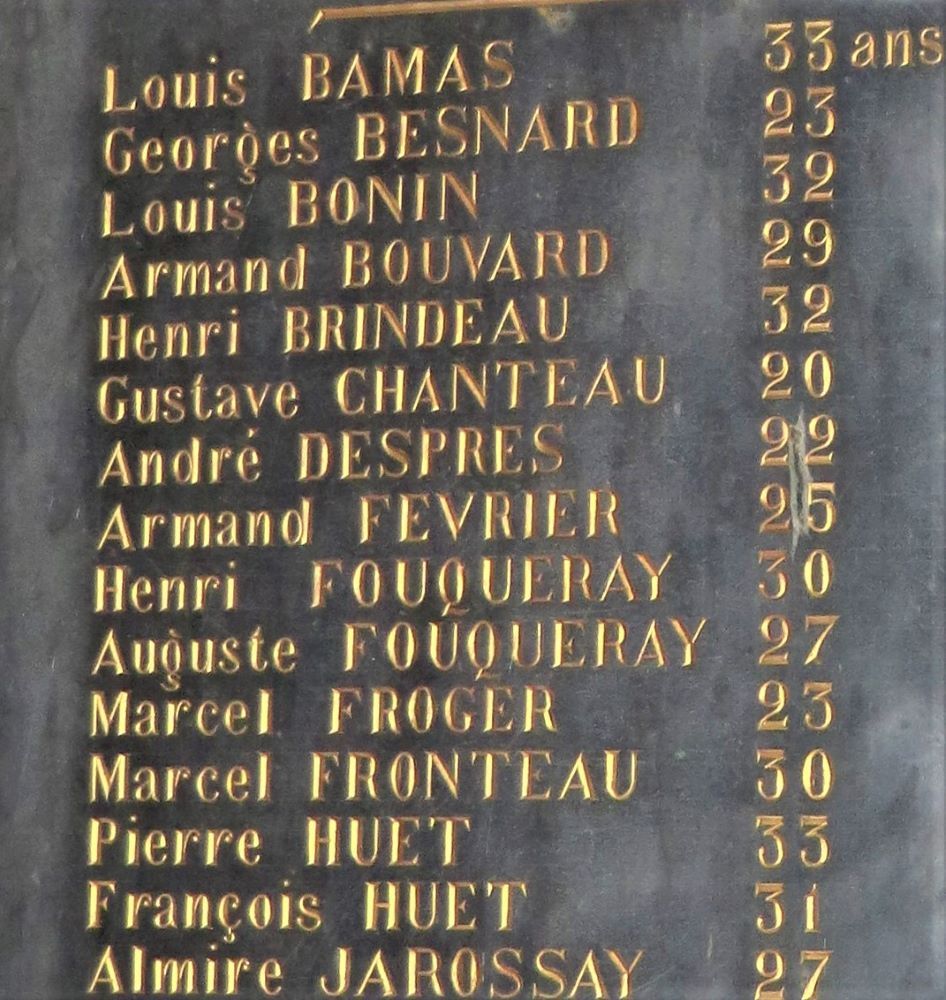 Louis BAMAS 33 ans
Georges BESNARD 23
Louis BONIN 32
Armand BOUVARD 29
Henri BRINDEAU 32
Gustave CHANTEAU 20
André DESPRES 22
Armand FEVRIER 25
Henri FOUQUERAY 30
Auguste FOUQUERAY 27
Marcel FROGER 23
Marcel FRONTEAU 30
Pierre HUET 33
François HUET 31
Almire JAROSSAY 27